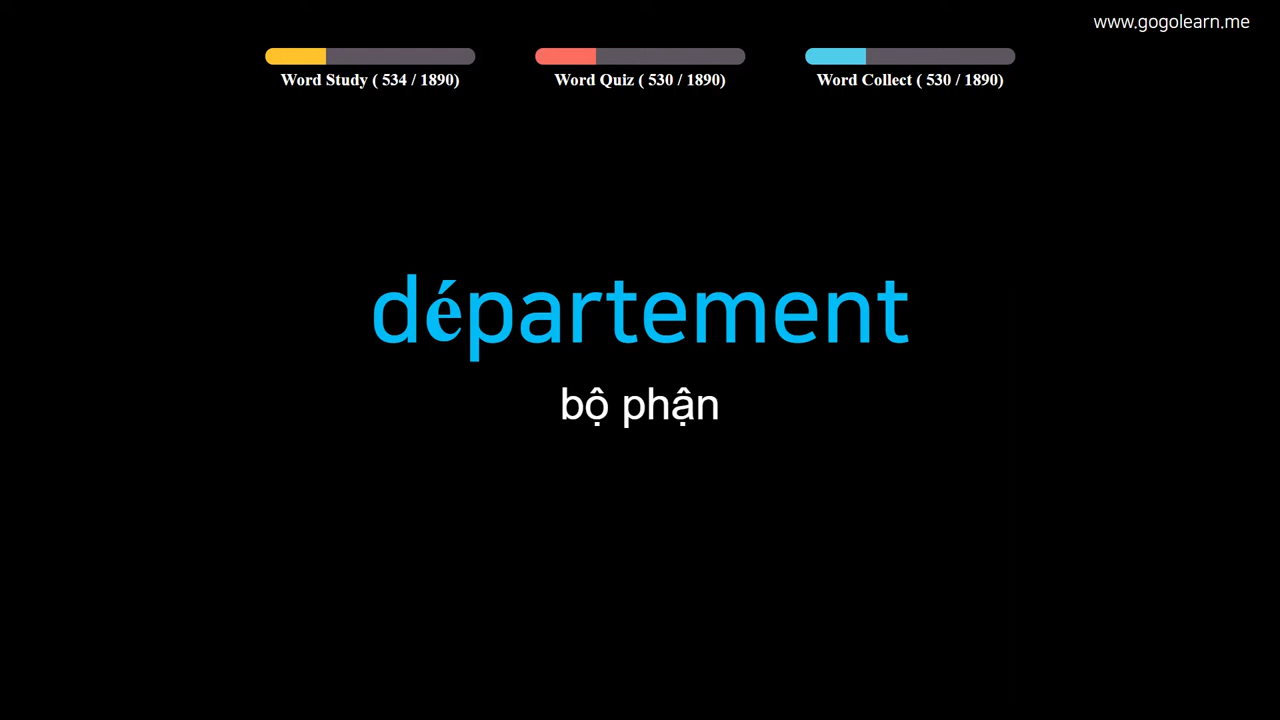 www.gogolearn.me
Word Study ( 534 / 1890)
Word Quiz ( 530 / 1890)
Word Collect ( 530 / 1890)
département
bộ phận